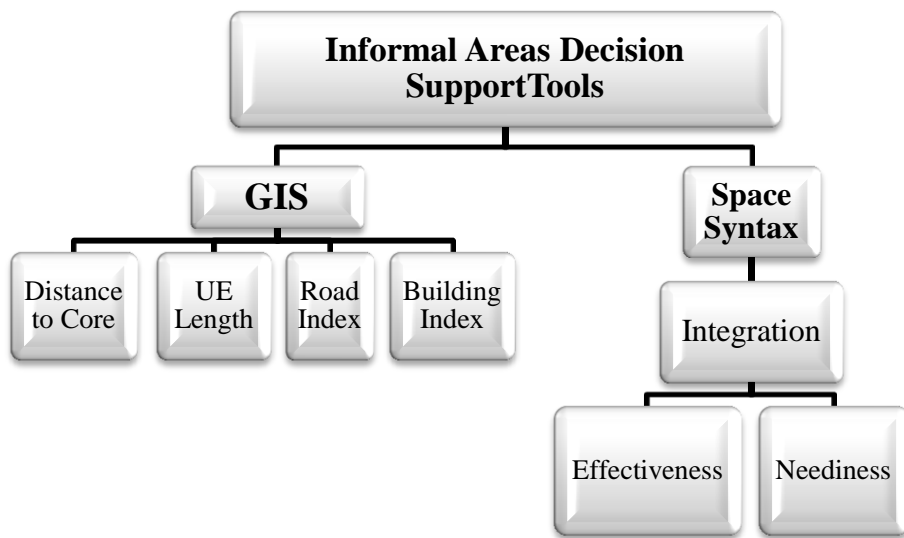 Informal Areas Decision
SupportTools
GIS
Space
Syntax
Distance
to Core
UE
Length
Road
Index
Building
Index
Integration
Effectiveness
Neediness